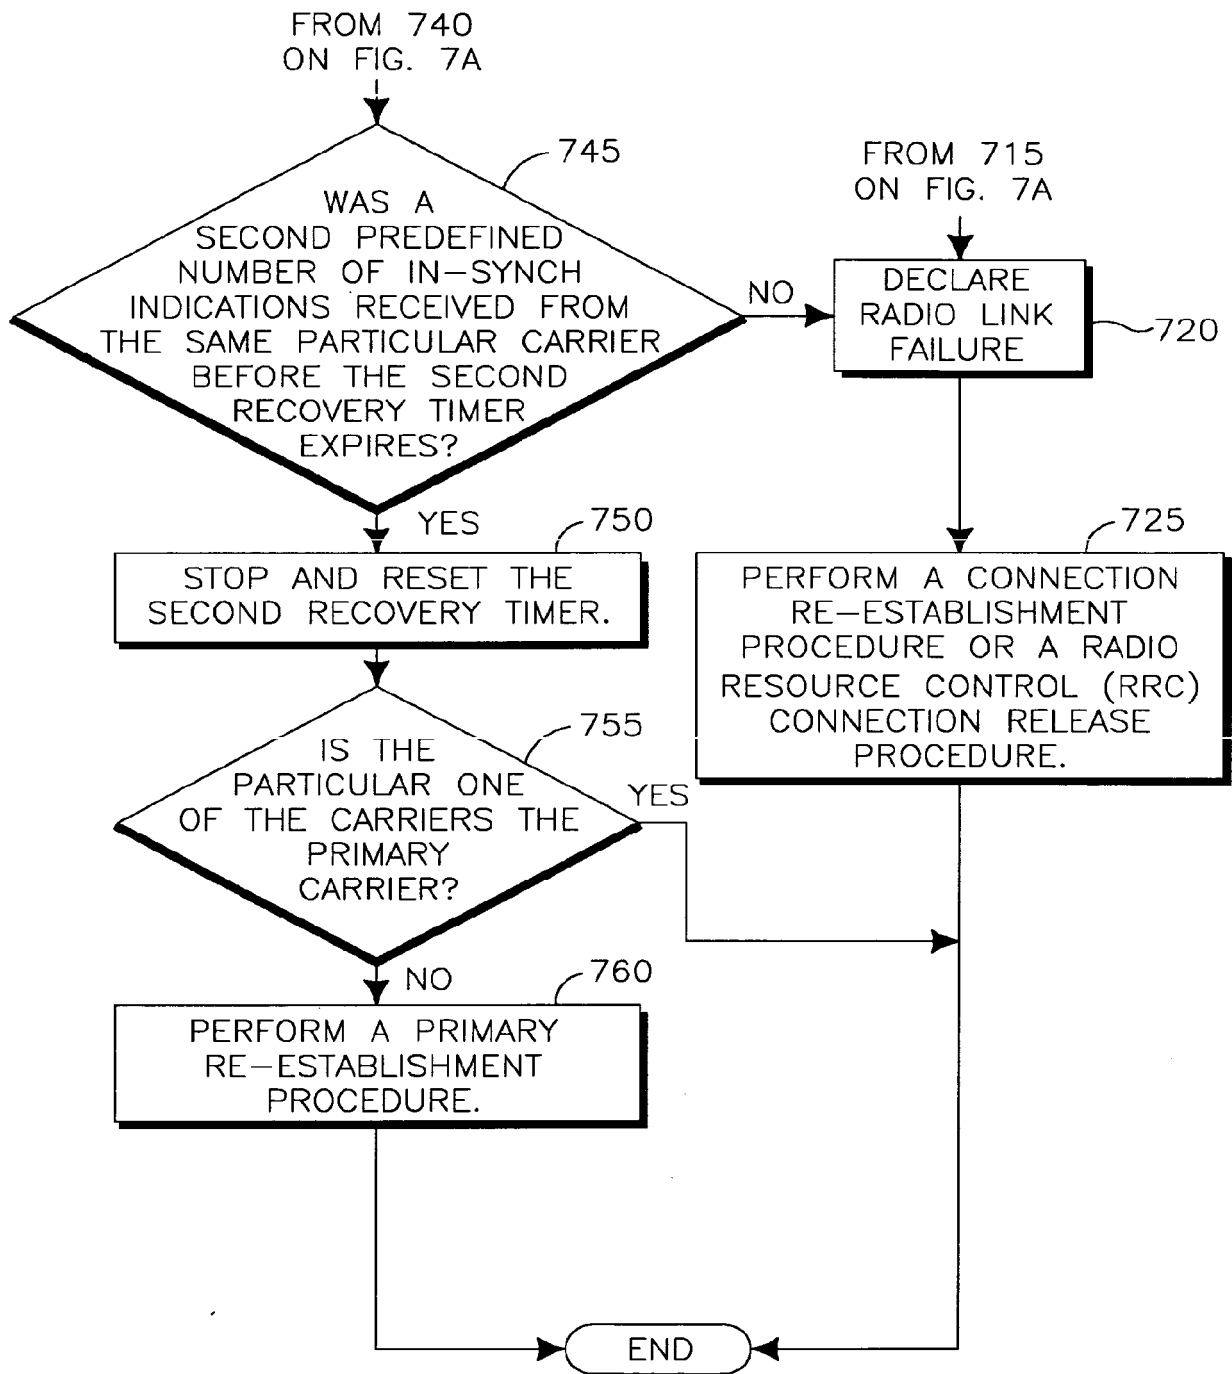 FROM 740
ON FIG. 7A
745
WAS A
SECOND PREDEFINED
NUMBER OF IN-SYNCH
INDICATIONS RECEIVED FROM
THE SAME PARTICULAR CARRIER
BEFORE THE SECOND
RECOVERY TIMER
EXPIRES?
NO
FROM 715
ON FIG. 7A
DECLARE
RADIO LINK
FAILURE
720
YES
750
STOP AND RESET THE
SECOND RECOVERY TIMER.
725
PERFORM A CONNECTION
RE-ESTABLISHMENT
PROCEDURE OR A RADIO
RESOURCE CONTROL (RRC)
CONNECTION RELEASE
PROCEDURE.
755
IS THE
PARTICULAR ONE
OF THE CARRIERS THE
PRIMARY
CARRIER?
YES
NO
760
PERFORM A PRIMARY
RE-ESTABLISHMENT
PROCEDURE.
END